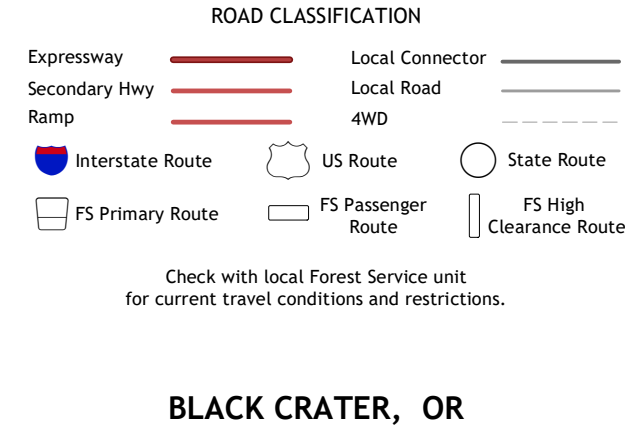 ROAD CLASSIFICATION
Expressway
Local Connector
Secondary Hwy
Local Road
Ramp
4WD
Interstate Route
US Route
State Route
FS Primary Route
FS Passenger
Route
FS High
Clearance Route
Check with local Forest Service unit
for current travel conditions and restrictions.
BLACK CRATER, OR